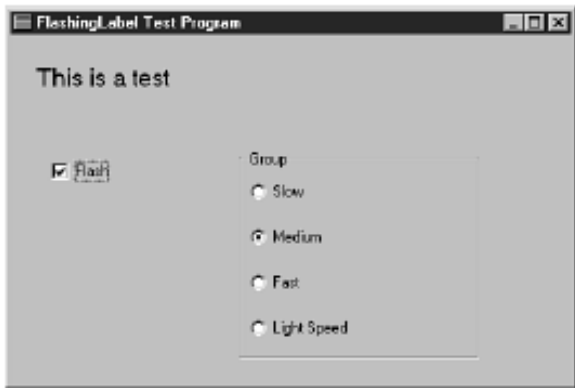 FlashingLabel Test Program
This is a test
Flash
Group
Slow
Medium
Fast
Light Speed